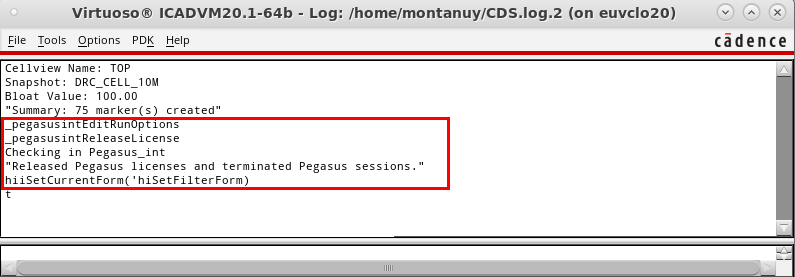 Virtuoso® ICADVM20.1-64b - Log: /home/montanuy/CDS.log.2 (on euvclo20)
File Tools Options PDK Help
cādence
Cellview Name: TOP
Snapshot: DRC_CELL_10M
Bloat Value: 100.00
"Summary: 75 marker(s) created"
_pegasusintEditRunOptions
_pegasusintReleaseLicense
Checking in Pegasus_int
"Released Pegasus licenses and terminated Pegasus sessions."
hiiSetCurrentForm('hiSetFilterForm)
t